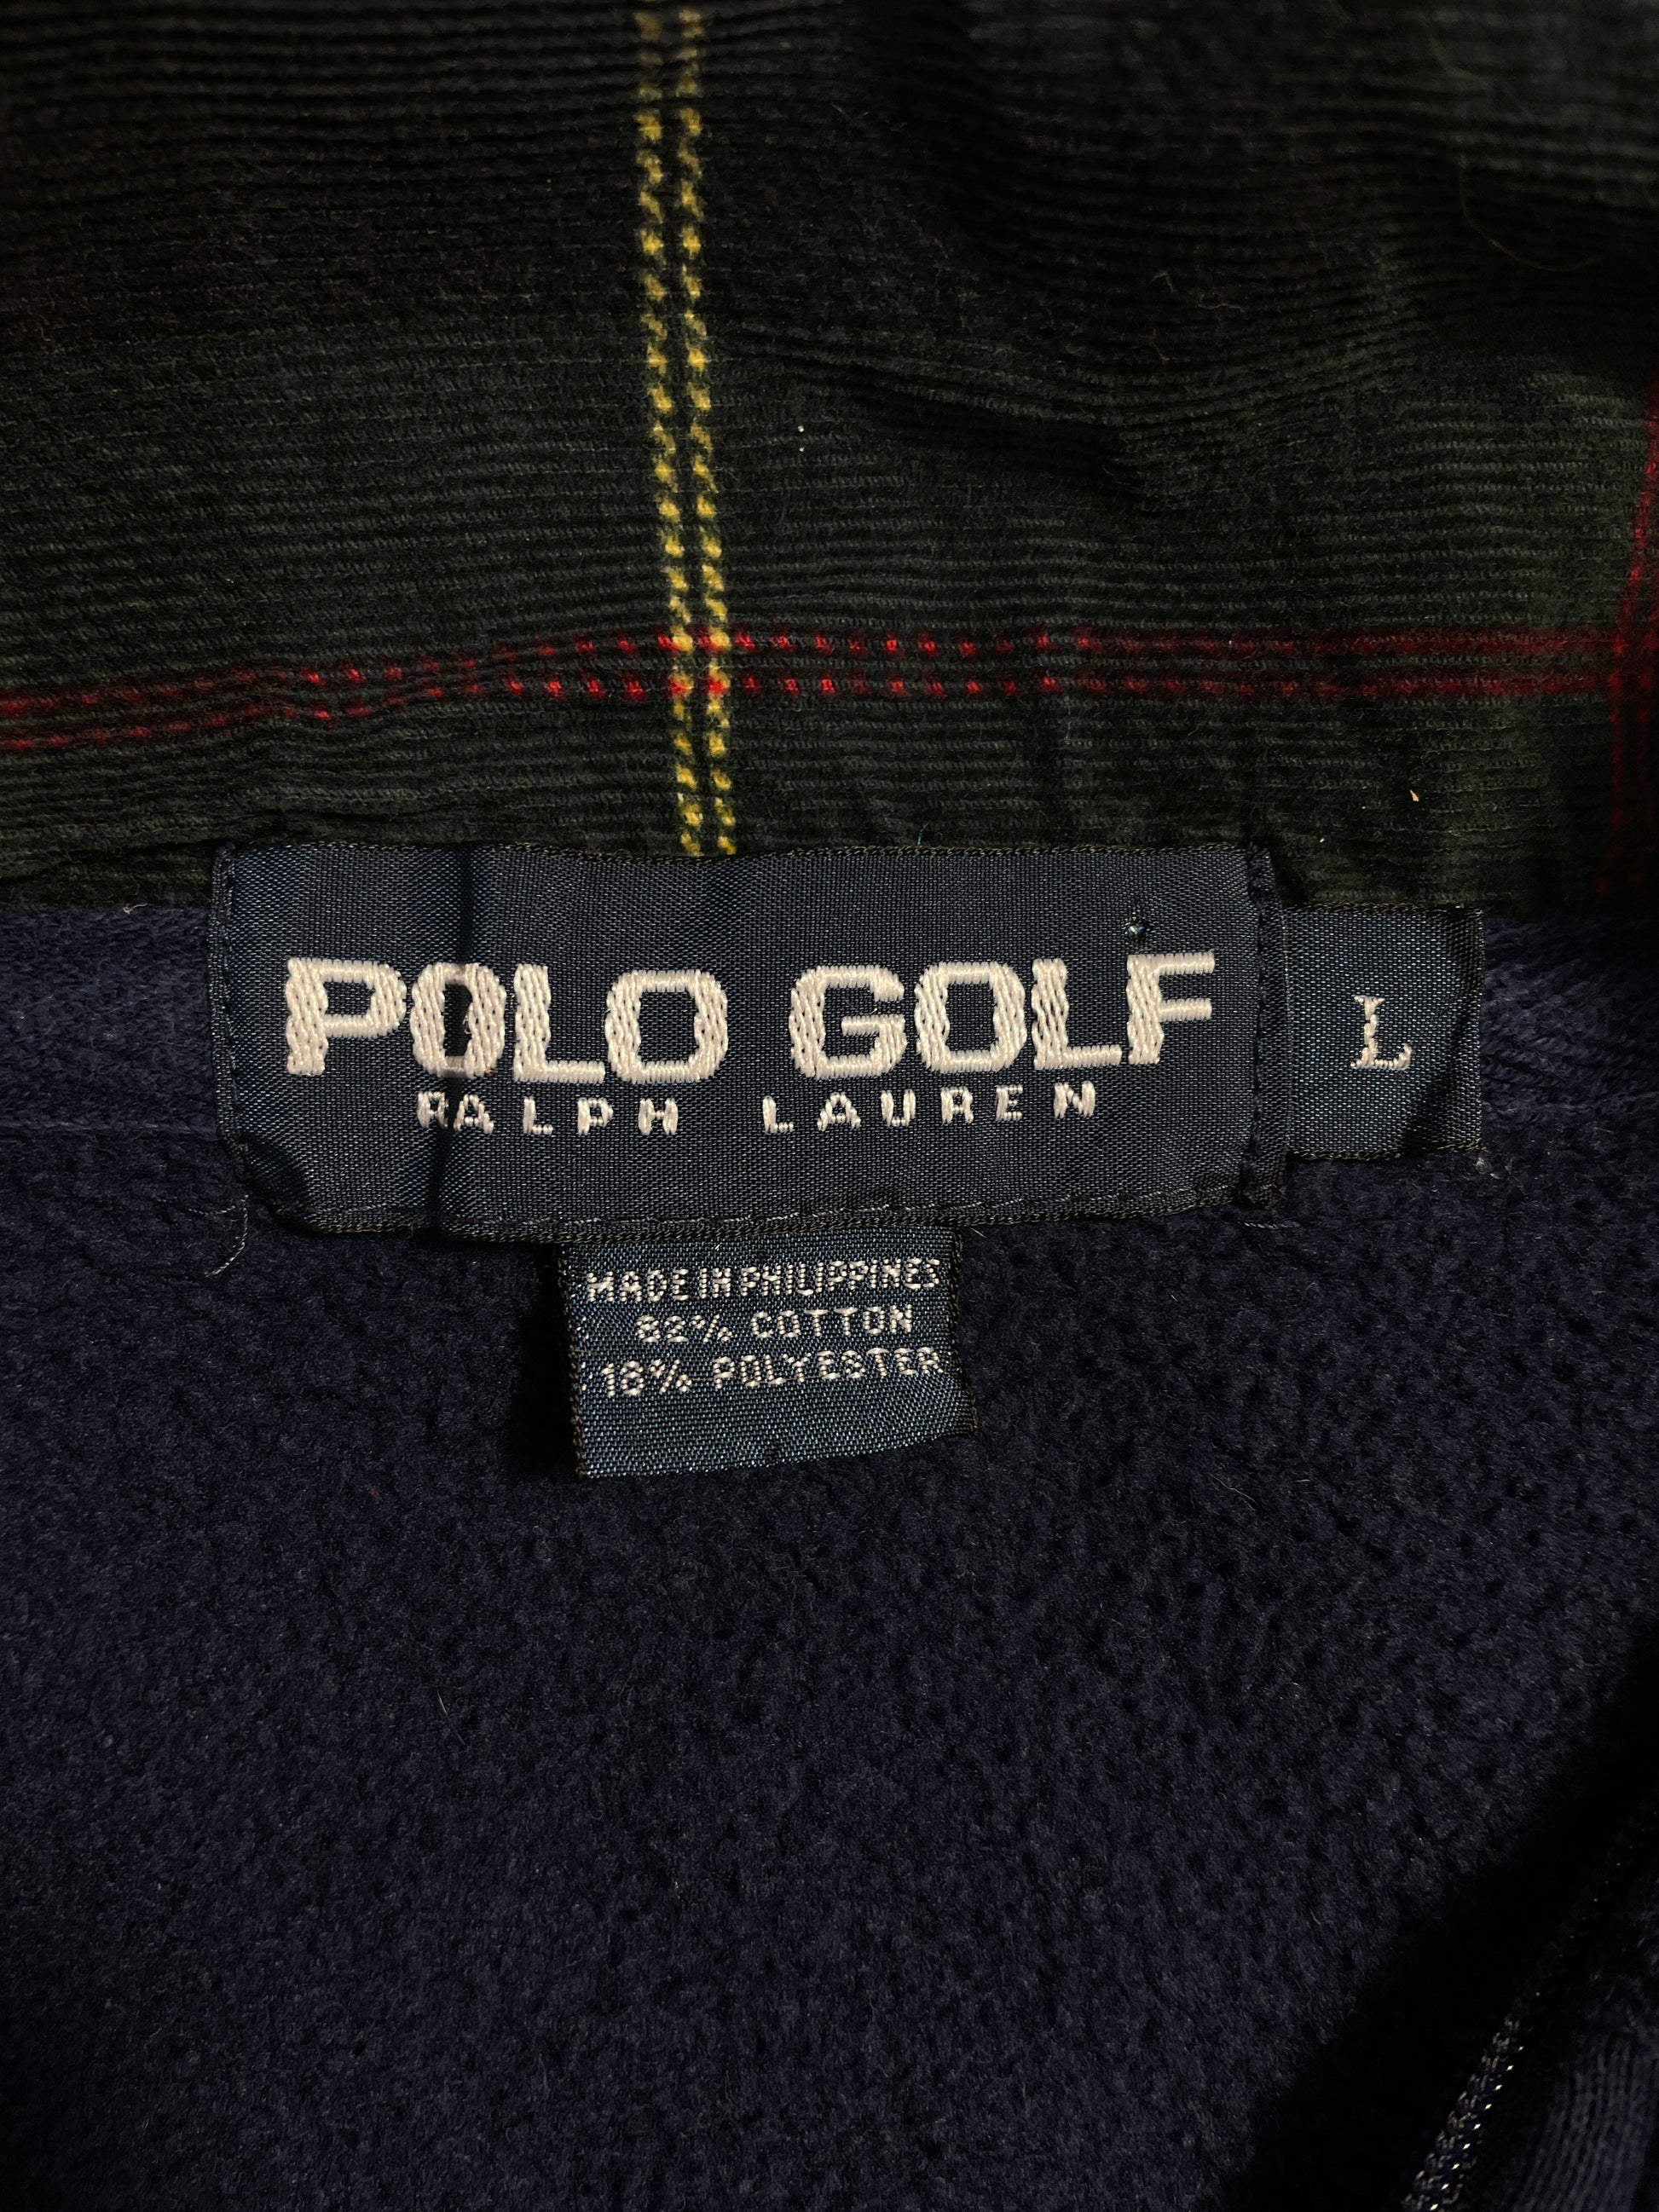 POLO GOLF
RALPH LAUREN
L
MADE IN PHILIPPINES
82% COTTON
18% POLYESTER